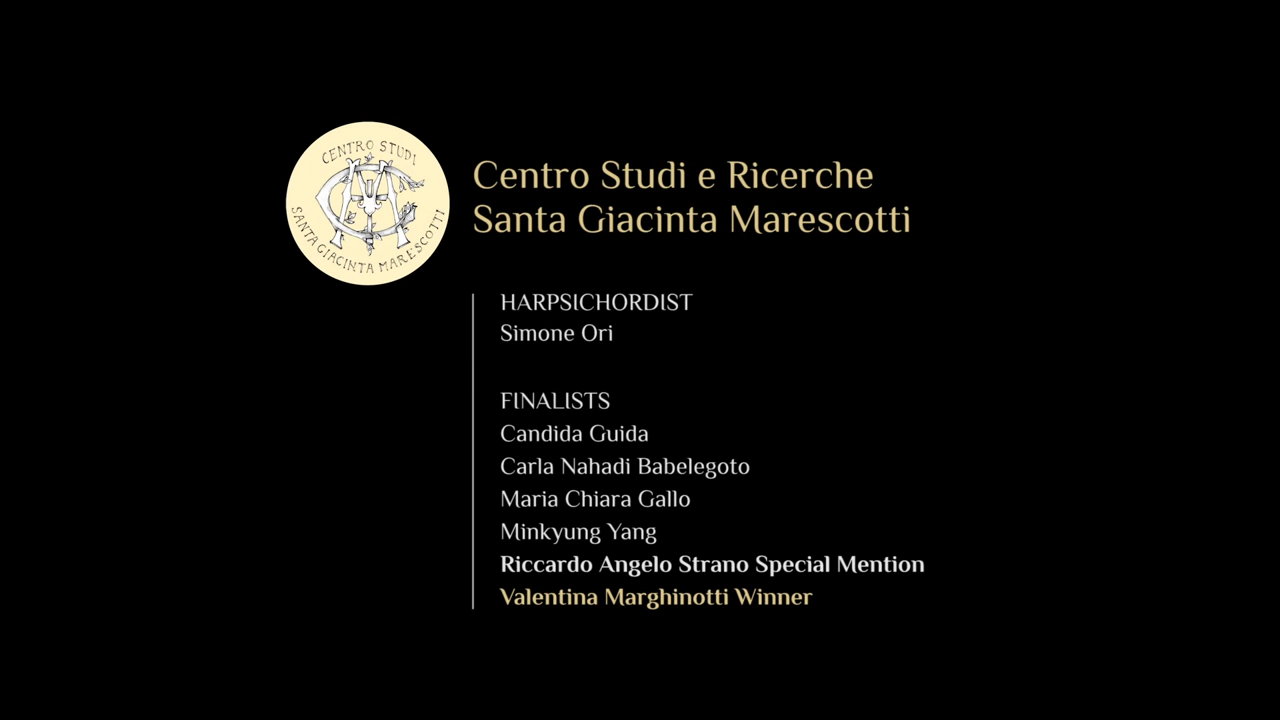 CENTRO STUDI
SANTA GIACINTA MARESCOTTI
Centro Studi e Ricerche
Santa Giacinta Marescotti
HARPSICHORDIST
Simone Ori
FINALISTS
Candida Guida
Carla Nahadi Babelegoto
Maria Chiara Gallo
Minkyung Yang
Riccardo Angelo Strano Special Mention
Valentina Marghinotti Winner